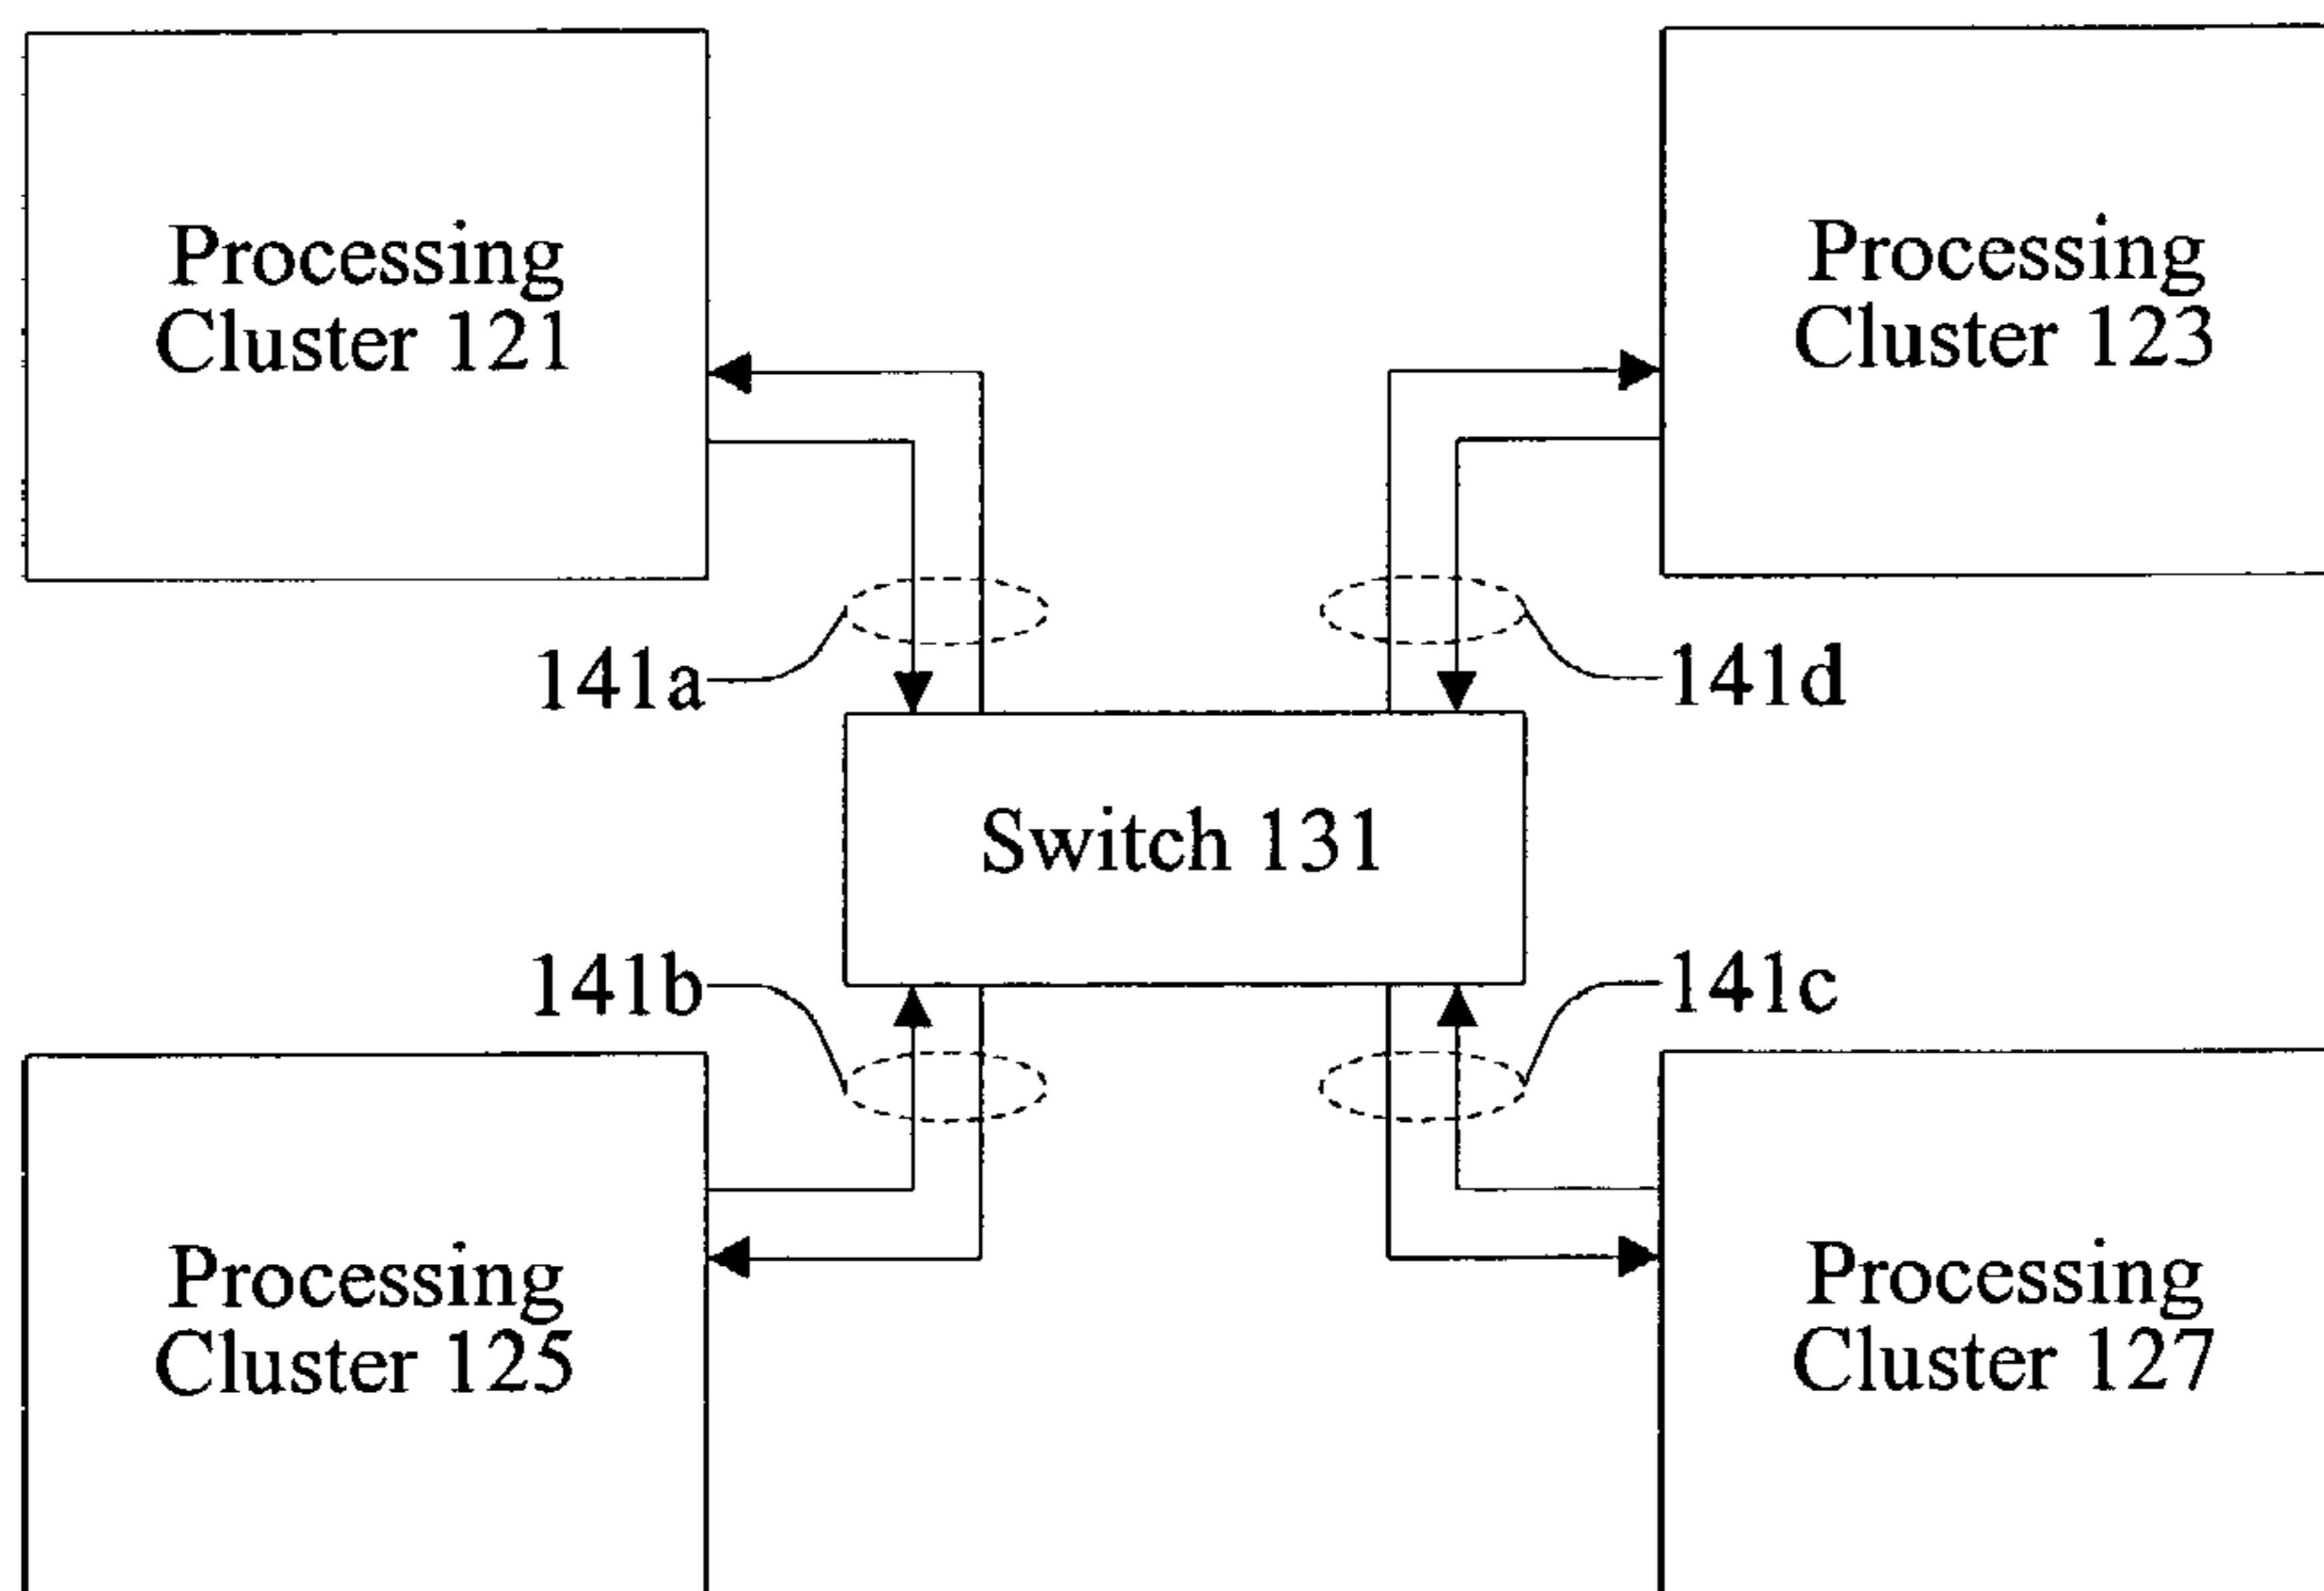 Processing
Cluster 121
Processing
Cluster 123
141a
141d
Switch 131
141b
141c
Processing
Cluster 125
Processing
Cluster 127